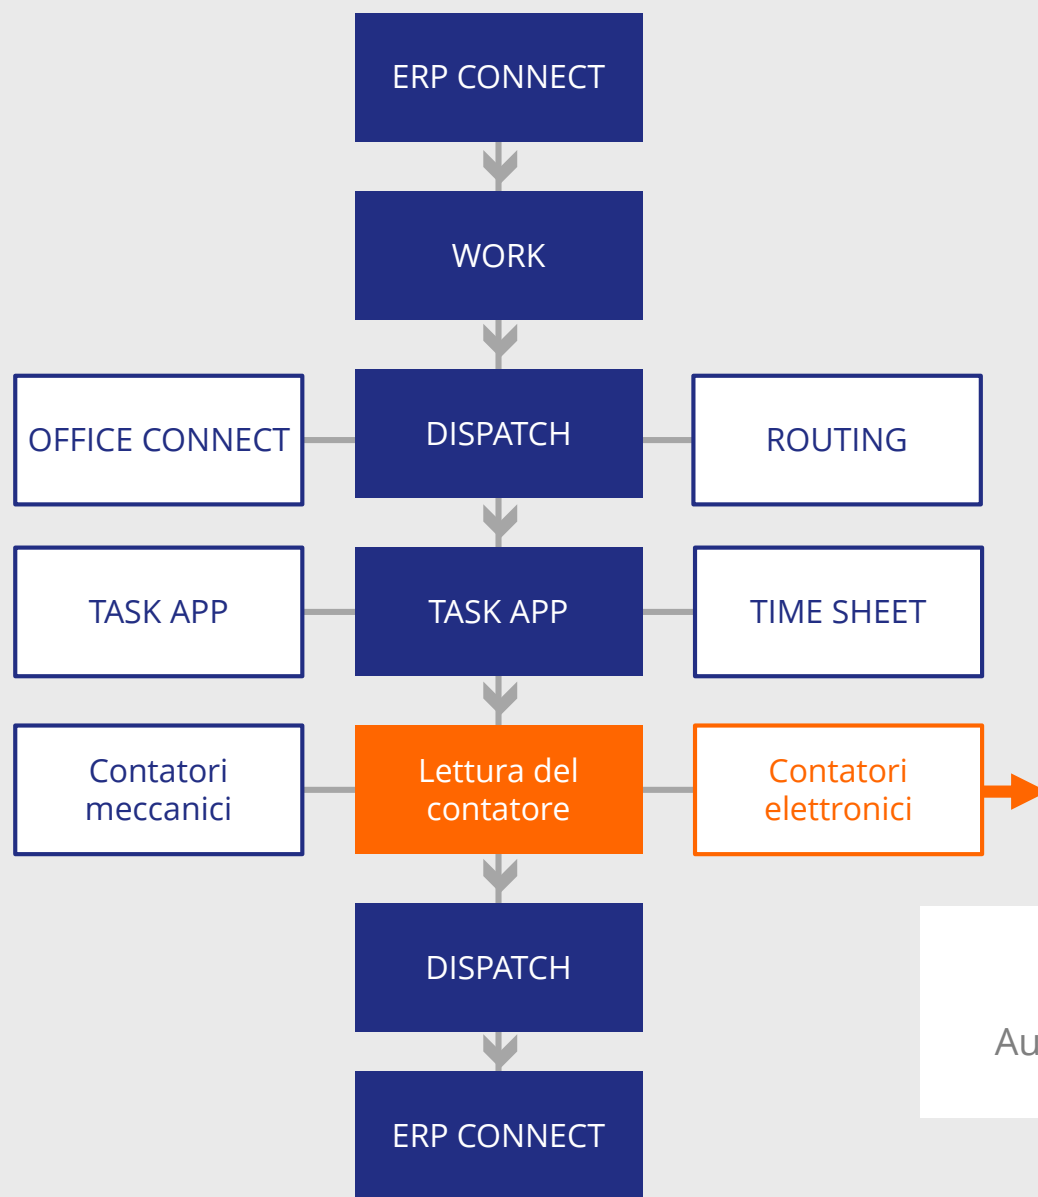 ERP CONNECT
WORK
OFFICE CONNECT
DISPATCH
ROUTING
TASK APP
TASK APP
TIME SHEET
Contatori
meccanici
Lettura del
contatore
Contatori
elettronici
DISPATCH
ERP CONNECT